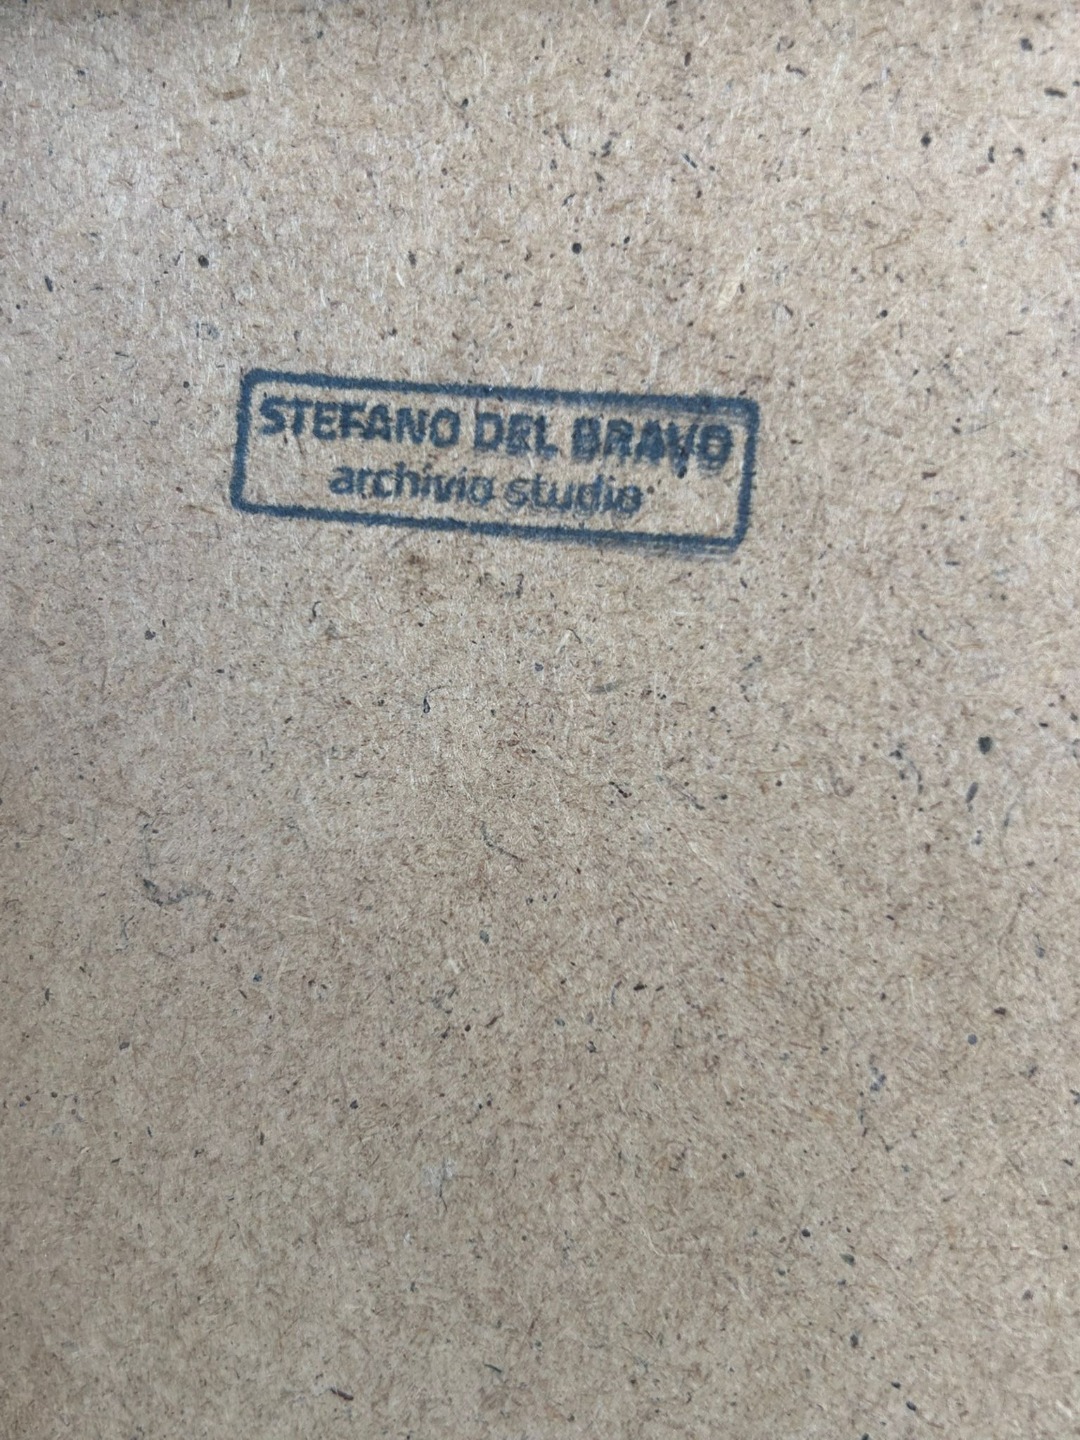 STEFANO DEL BRAVO
archivio studio